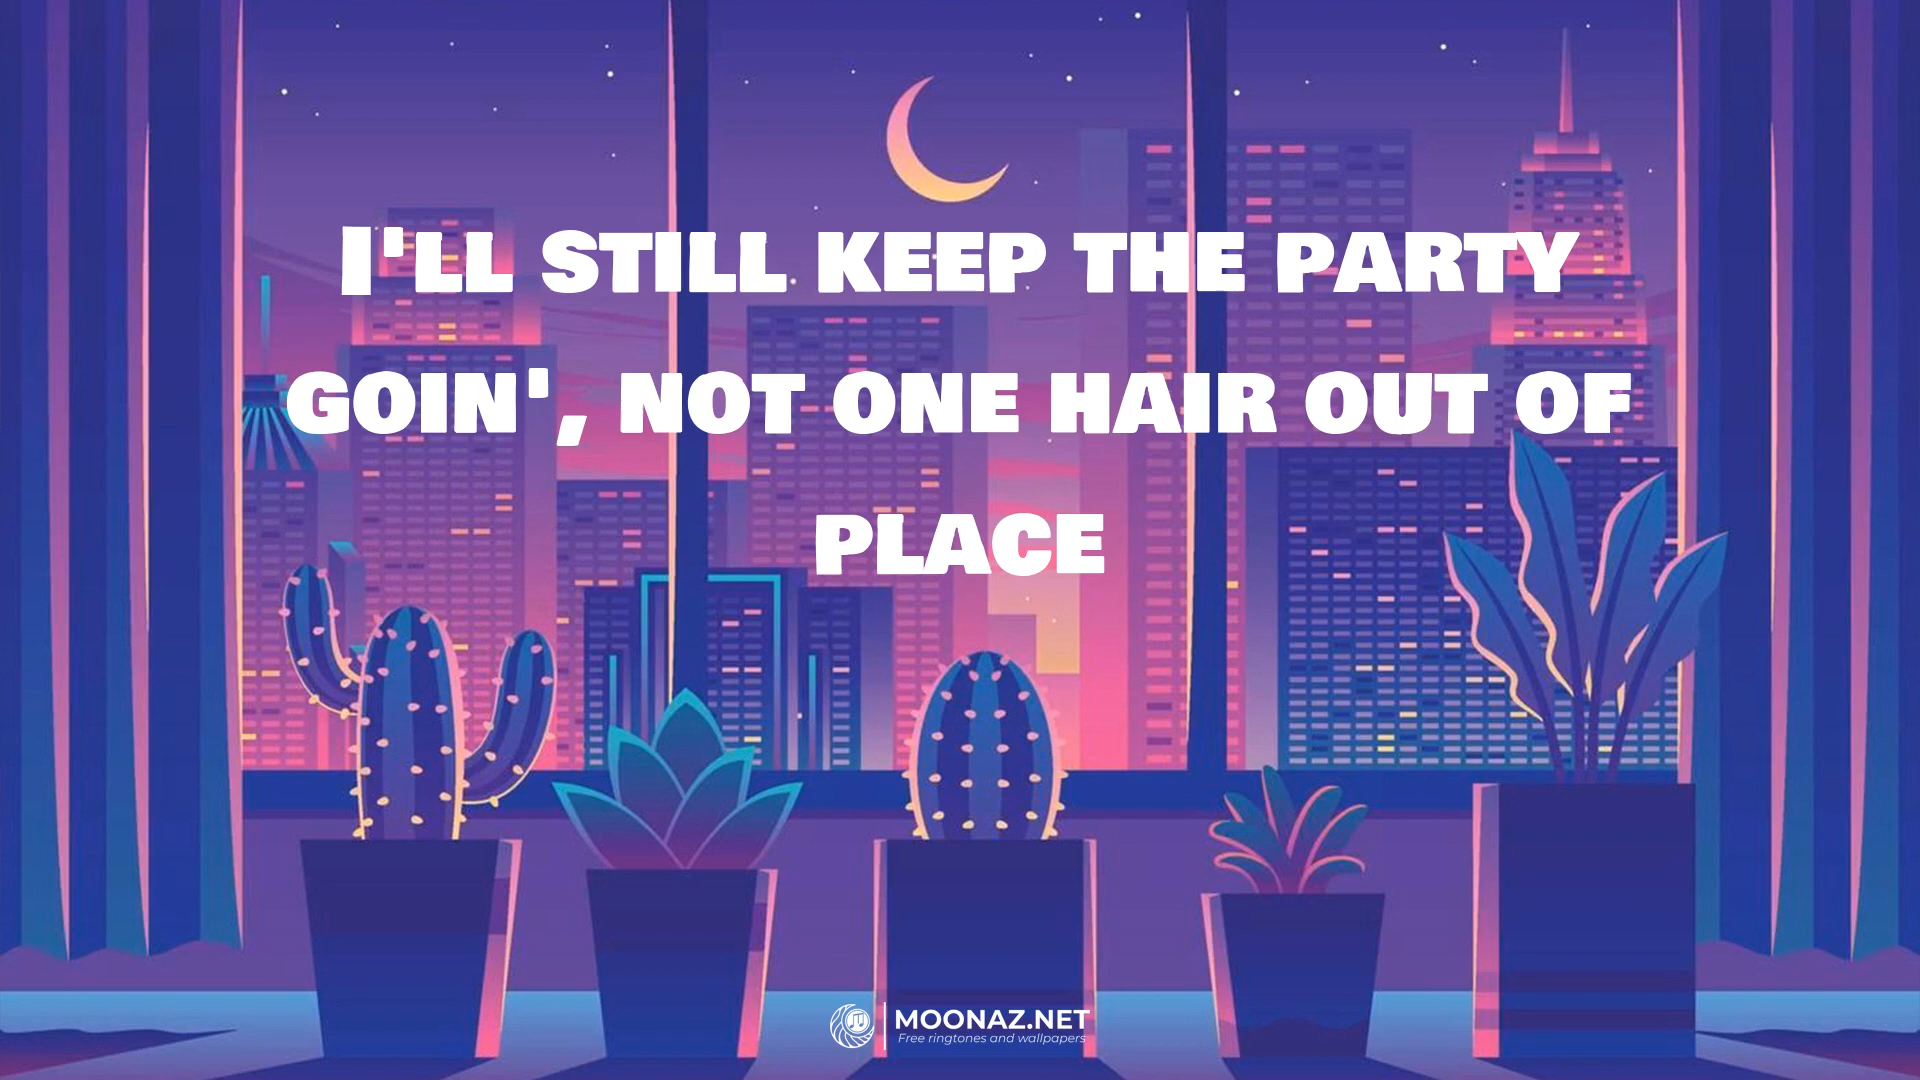 I'll still keep the party
goin', not one hair out of
place
MOONAZ.NET
Free ringtones and wallpapers